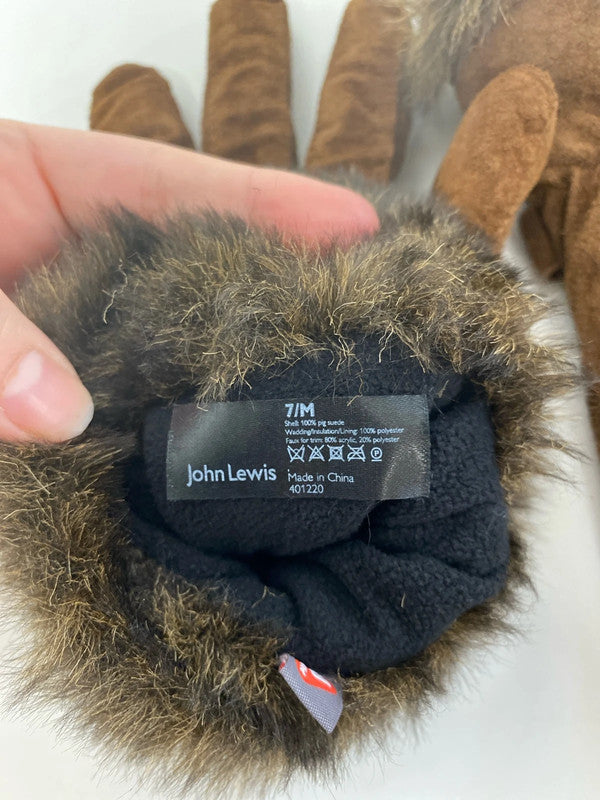 7/M
Shell: 100% pig suede
Wadding/Insulation/Lining: 100% polyester
Faux fur trim: 80% acrylic, 20% polyester
John Lewis
Made in China
401220